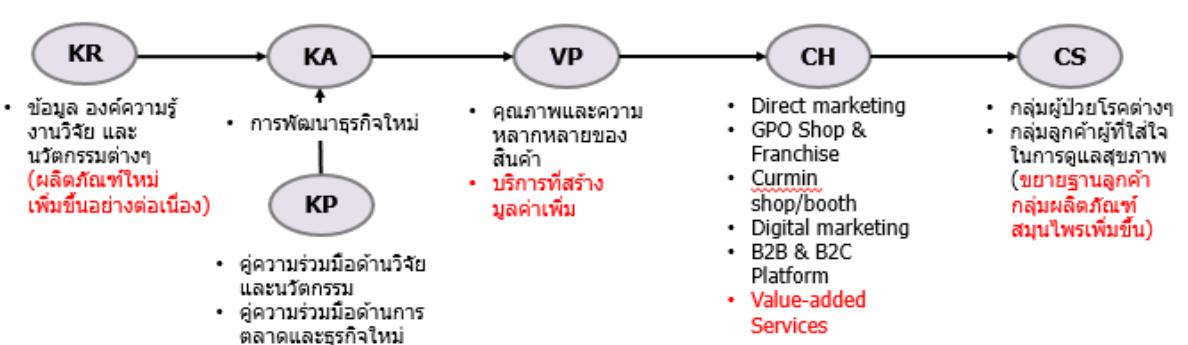 KR
KA
VP
CH
CS
• ข้อมูล องค์ความรู้
งานวิจัย และ
นวัตกรรมต่างๆ
(ผลิตภัณฑ์ใหม่
เพิ่มขึ้นอย่างต่อเนื่อง)
• การพัฒนาธุรกิจใหม่
KP
• คู่ความร่วมมือด้านวิจัย
และนวัตกรรม
• คู่ความร่วมมือด้านการ
ตลาดและธุรกิจใหม่
• คุณภาพและความ
หลากหลายของ
สินค้า
• บริการที่สร้าง
มูลค่าเพิ่ม
• Direct marketing
• GPO Shop &
Franchise
• Curmin
shop/booth
• Digital marketing
• B2B & B2C
Platform
• Value-added
Services
• กลุ่มผู้ป่วยโรคต่างๆ
• กลุ่มลูกค้าผู้ที่ใส่ใจ
ในการดูแลสุขภาพ
(ขยายฐานลูกค้า
กลุ่มผลิตภัณฑ์
สมุนไพรเพิ่มขึ้น)